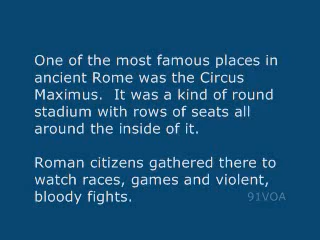 One of the most famous places in
ancient Rome was the Circus
Maximus.  It was a kind of round
stadium with rows of seats all
around the inside of it.
Roman citizens gathered there to
watch races, games and violent,
bloody fights.
91VOA